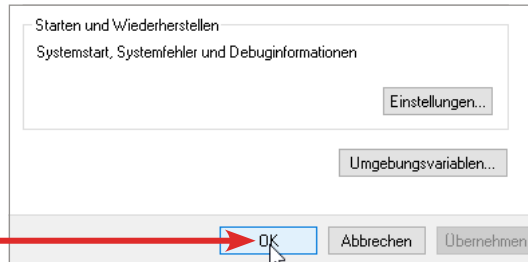 Starten und Wiederherstellen
Systemstart, Systemfehler und Debuginformationen
Einstellungen...
Umgebungsvariablen...
OK Abbrechen Übernehmen